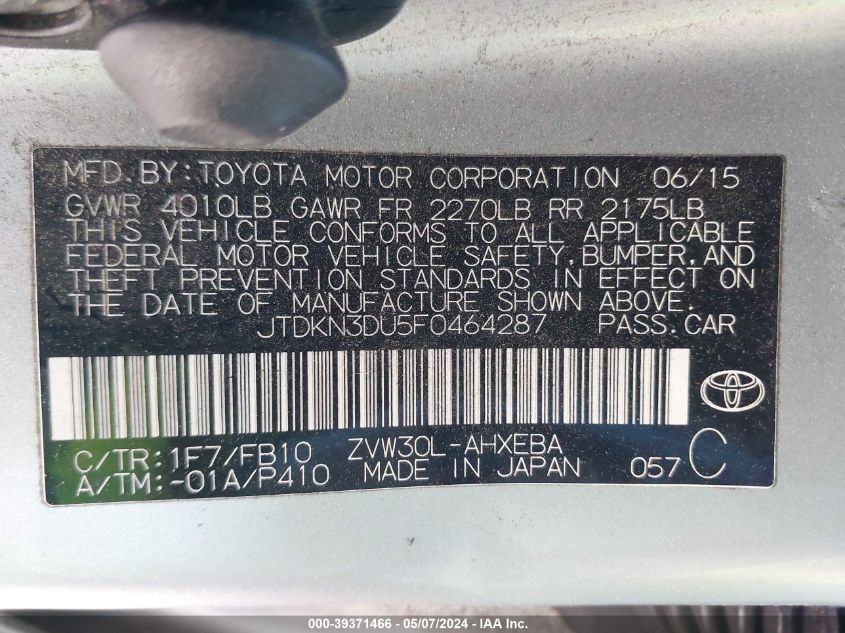 MFD. BY: TOYOTA MOTOR CORPORATION 06/15
GVWR 4010LB GAWR FR 2270LB RR 2175LB
THIS VEHICLE CONFORMS TO ALL APPLICABLE
FEDERAL MOTOR VEHICLE SAFETY, BUMPER, AND
THEFT PREVENTION STANDARDS IN EFFECT ON
THE DATE OF MANUFACTURE SHOWN ABOVE.
JTDKN3DU5F0464287 PASS.CAR
C/TR: 1F7/FB10 ZVW30L-AHXEBA
A/TM: -01A/P410 MADE IN JAPAN 057 C
000-39371466 - 05/07/2024 - IAA Inc.